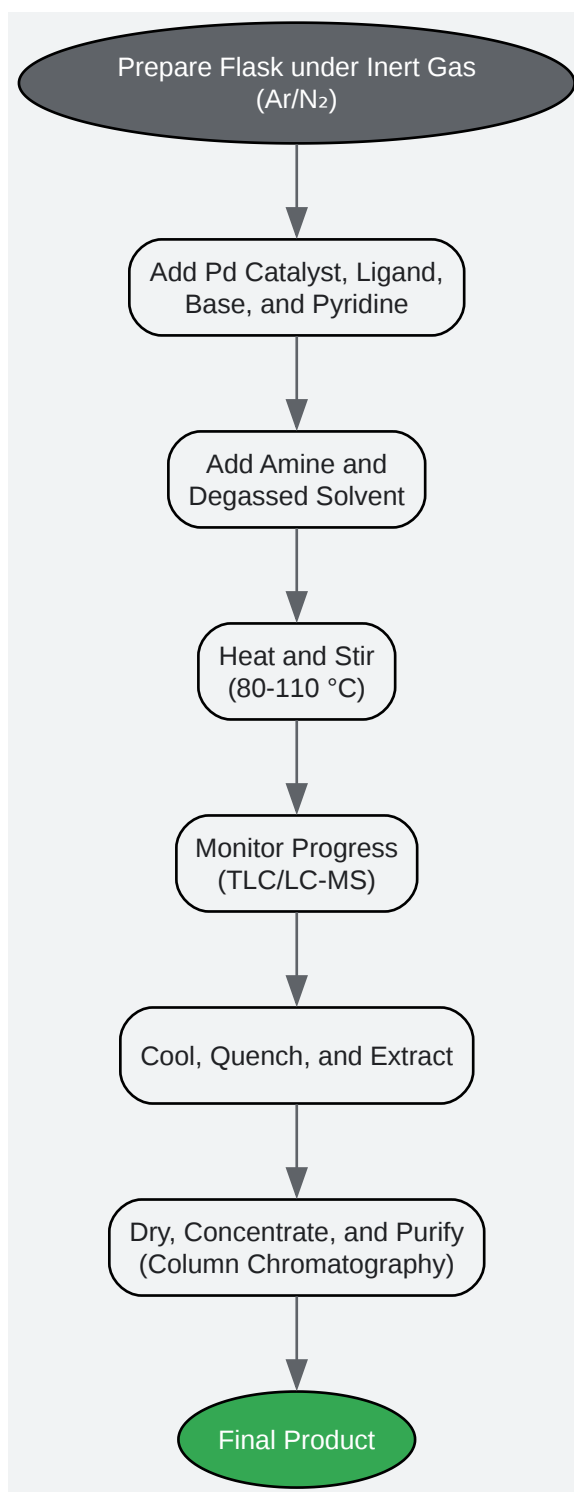 Prepare Flask under Inert Gas
(Ar/N₂)
Add Pd Catalyst, Ligand,
Base, and Pyridine
Add Amine and
Degassed Solvent
Heat and Stir
(80-110 °C)
Monitor Progress
(TLC/LC-MS)
Cool, Quench, and Extract
Dry, Concentrate, and Purify
(Column Chromatography)
Final Product